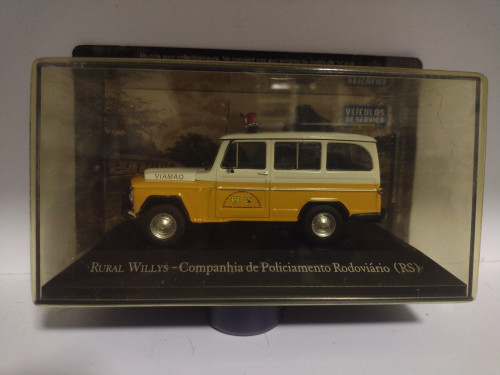 VEÍCULOS
DE SERVIÇO
VIAMÃO
RURAL WILLYS – COMPANHIA DE POLICIAMENTO RODOVIÁRIO (RS)